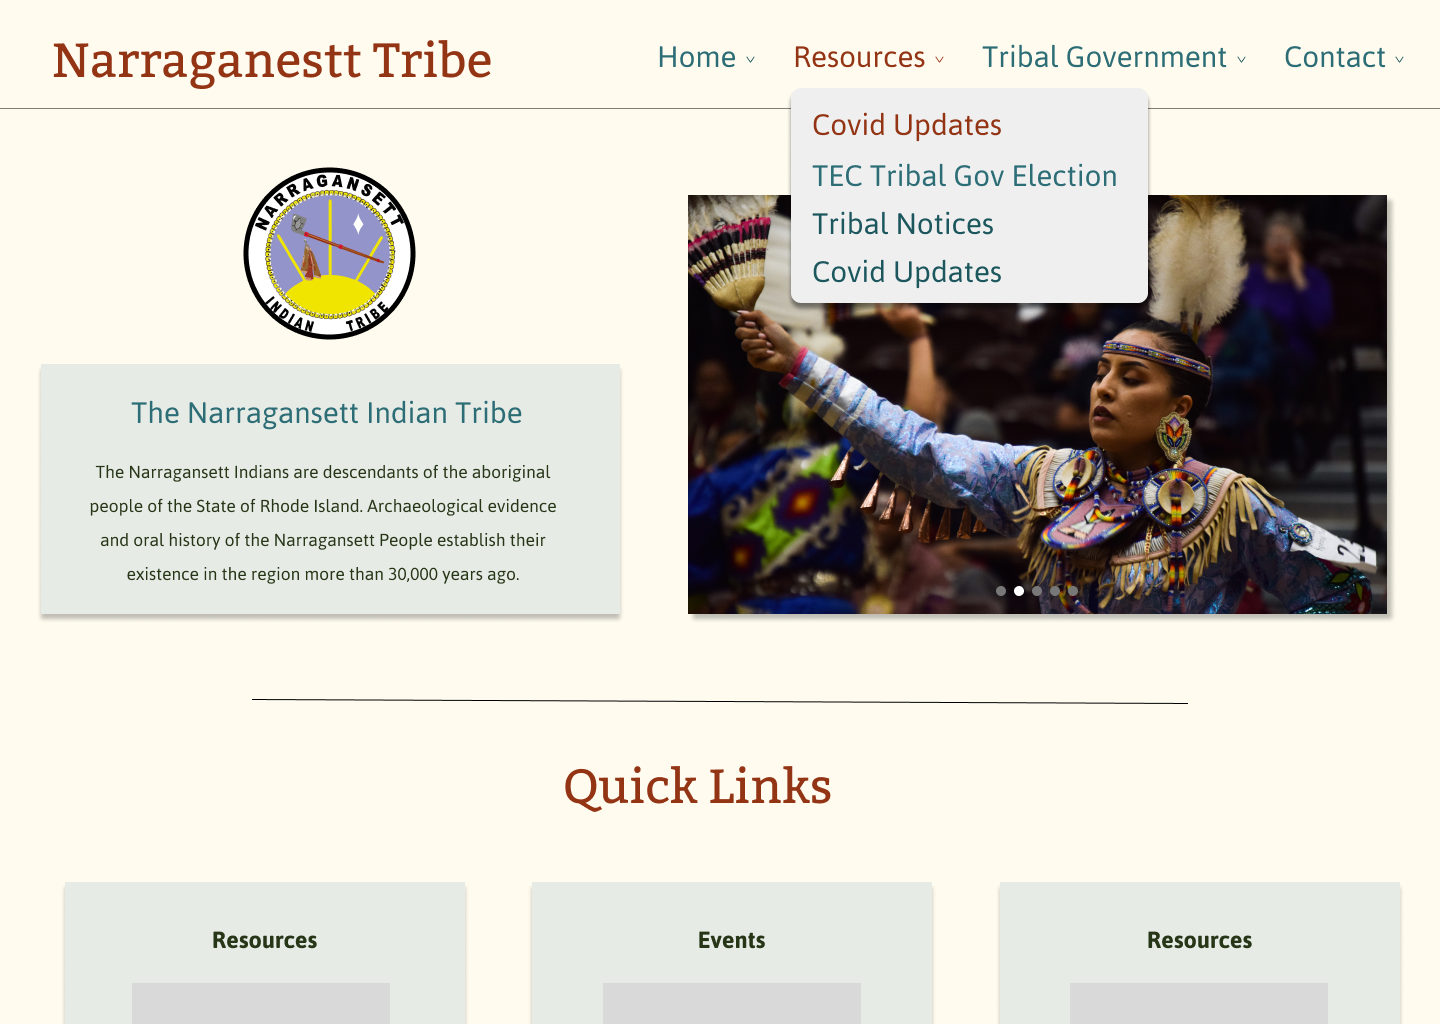 Narraganestt Tribe
Home Resources Tribal Government Contact
Covid Updates
TEC Tribal Gov Election
Tribal Notices
Covid Updates
NARRAGANSETT
INDIAN TRIBE
The Narragansett Indian Tribe
The Narragansett Indians are descendants of the aboriginal
people of the State of Rhode Island. Archaeological evidence
and oral history of the Narragansett People establish their
existence in the region more than 30,000 years ago.
Quick Links
Resources
Events
Resources